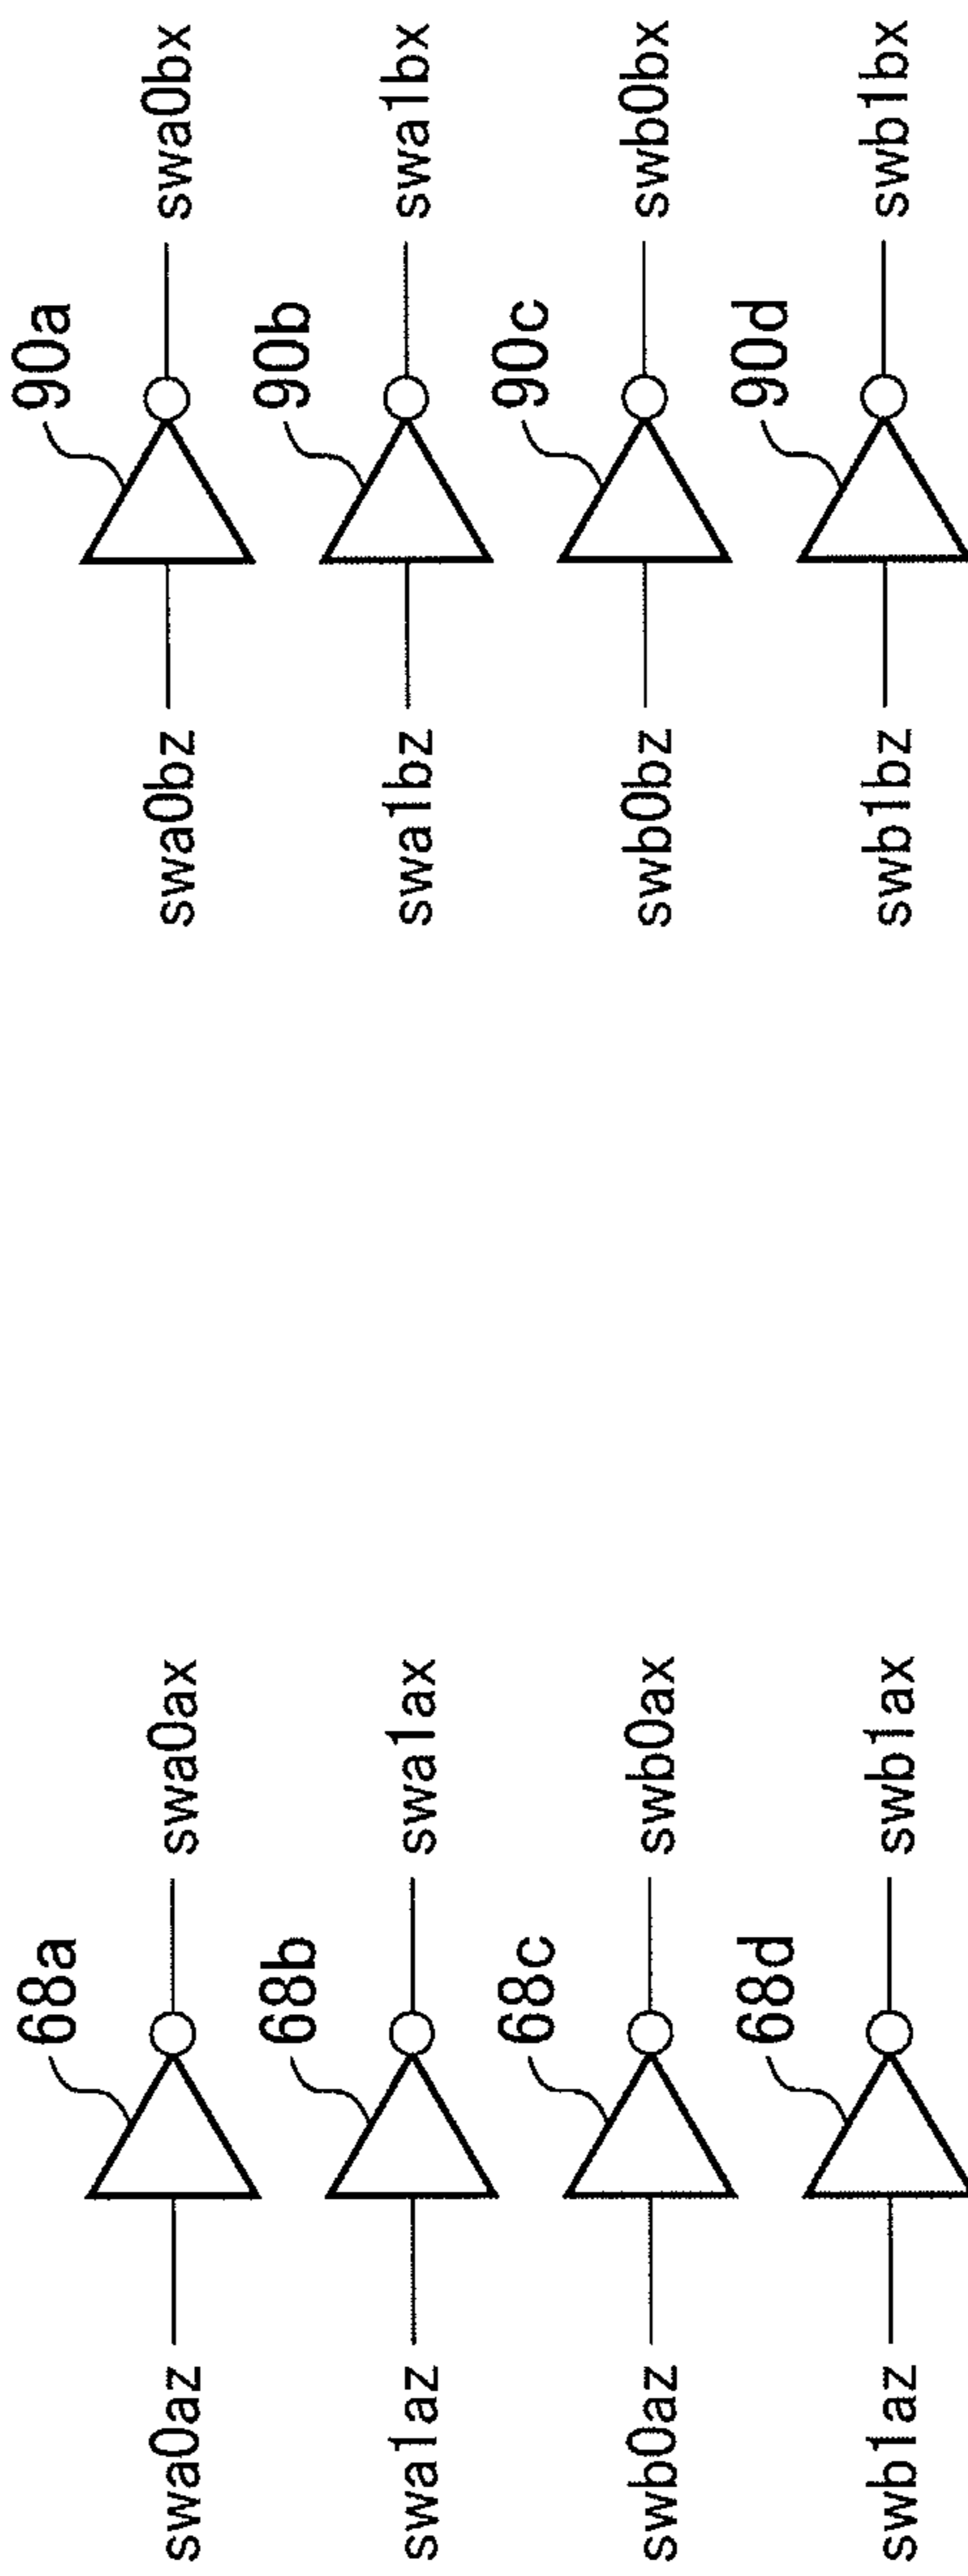 68a
swa0az swa0ax
68b
swa1az swa1ax
68c
swb0az swb0ax
68d
swb1az swb1ax
90a
swa0bz swa0bx
90b
swa1bz swa1bx
90c
swb0bz swb0bx
90d
swb1bz swb1bx